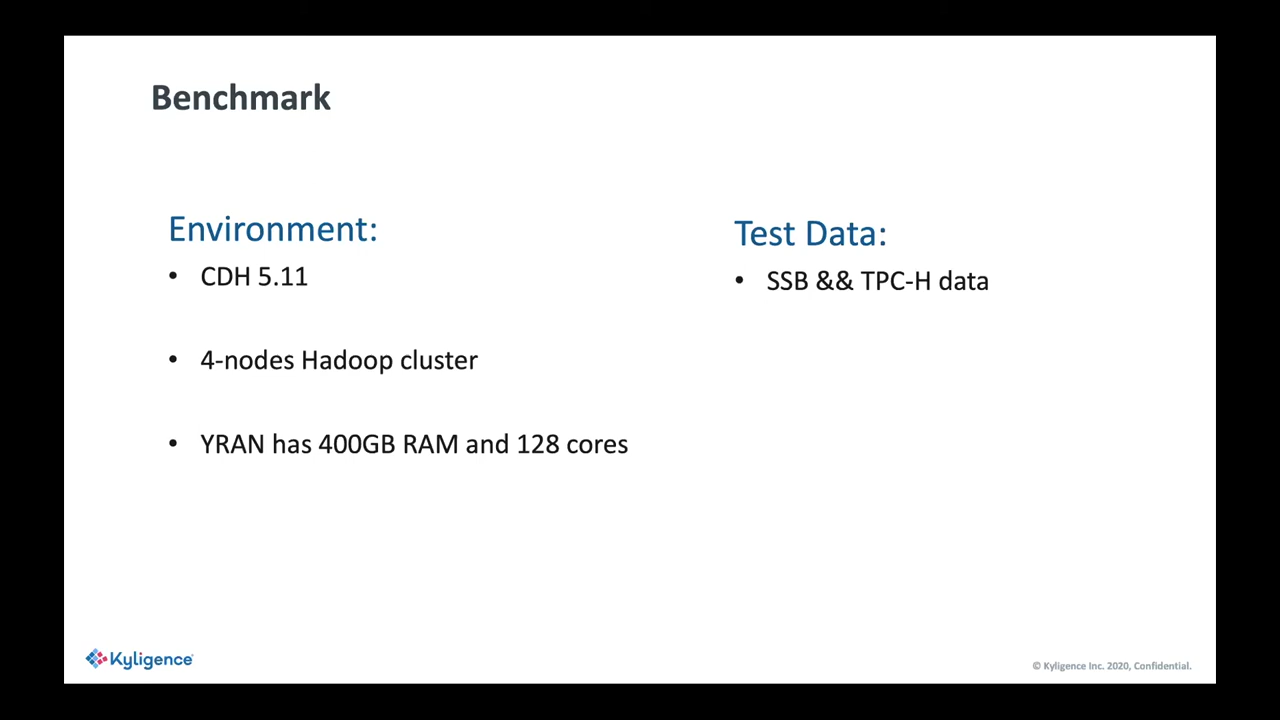 Benchmark
Environment:
• CDH 5.11
• 4-nodes Hadoop cluster
• YRAN has 400GB RAM and 128 cores
Test Data:
• SSB && TPC-H data
Kyligence
© Kyligence Inc. 2020, Confidential.